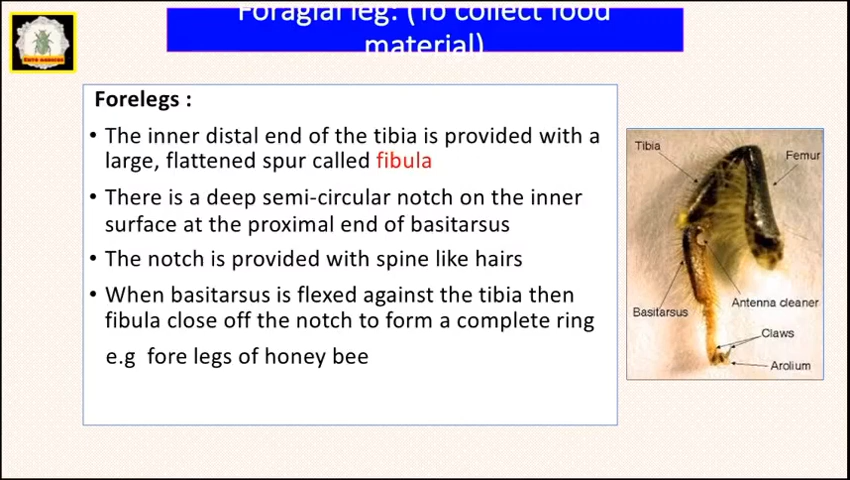 Foragial leg: (To collect food
material)
Forelegs :
• The inner distal end of the tibia is provided with a
large, flattened spur called fibula
• There is a deep semi-circular notch on the inner
surface at the proximal end of basitarsus
• The notch is provided with spine like hairs
• When basitarsus is flexed against the tibia then
fibula close off the notch to form a complete ring
e.g fore legs of honey bee
Tibia
Femur
Antenna cleaner
Basitarsus
Claws
Arolium